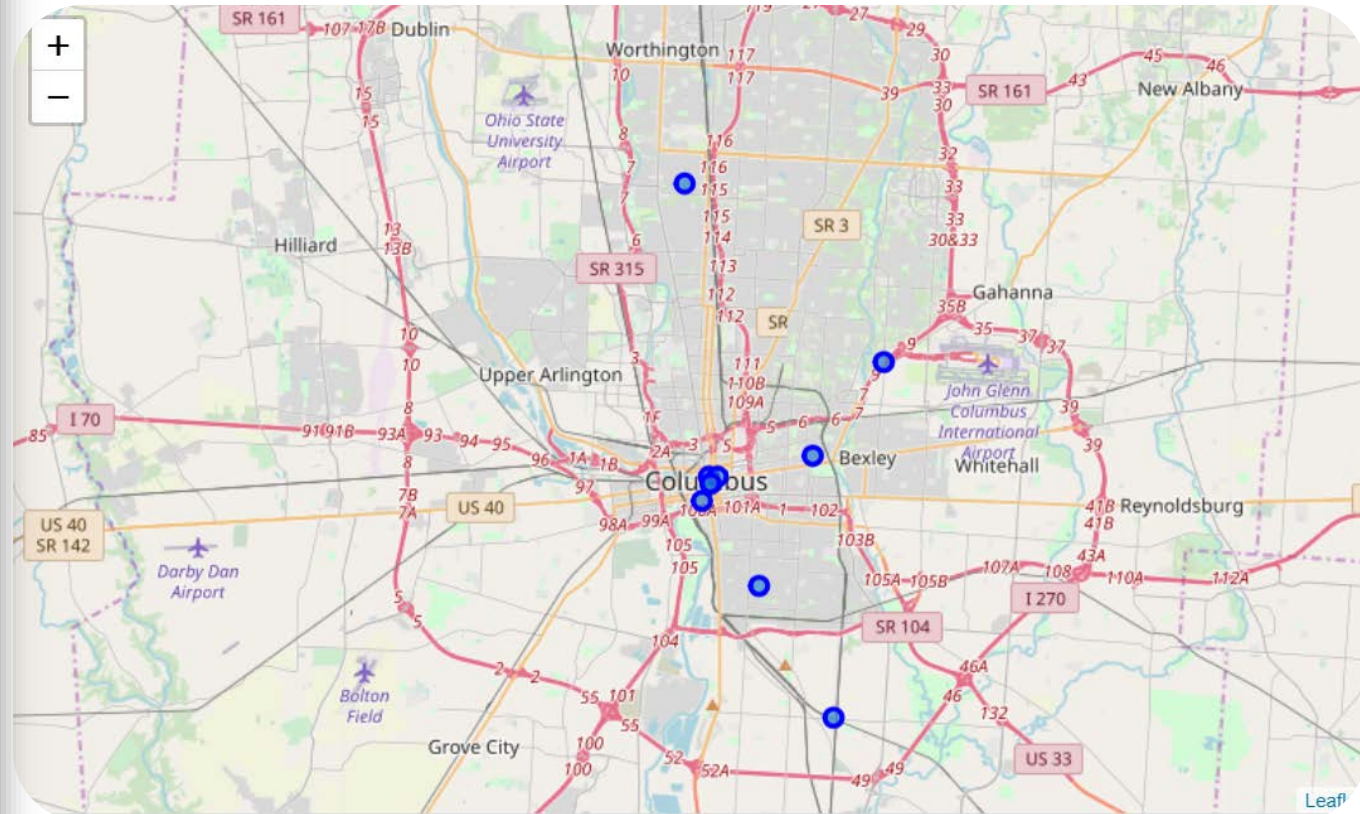 +
−
SR 161
107
17B
Dublin
Worthington
27
29
117
117
10
30
33
30
39
SR 161
43
45
46
New Albany
15
15
Ohio State
University
Airport
8
7
7
116
116
115
115
114
32
33
33
30&33
SR 3
13
13B
Hilliard
6
SR 315
113
112
112
SR
Gahanna
35B
35
37
37
10
10
Upper Arlington
3
111
110B
109A
9
9
7
7
John Glenn
Columbus
International
Airport
I 70
85
91
91B
93A
93
94
95
96
1A
1B
97
1F
2A
3
5
5
6
6
39
39
8
8
Bexley
Whitehall
Columbus
7B
7A
US 40
98A
99A
101A
1
102
103B
Reynoldsburg
41B
41B
US 40
SR 142
Darby Dan
Airport
105
105
105A
105B
107A
108
43A
110A
112A
I 270
5
5
SR 104
104
2
2
55
101
55
46A
46
132
Bolton
Field
Grove City
100
100
52
52A
49
49
US 33
Leafl